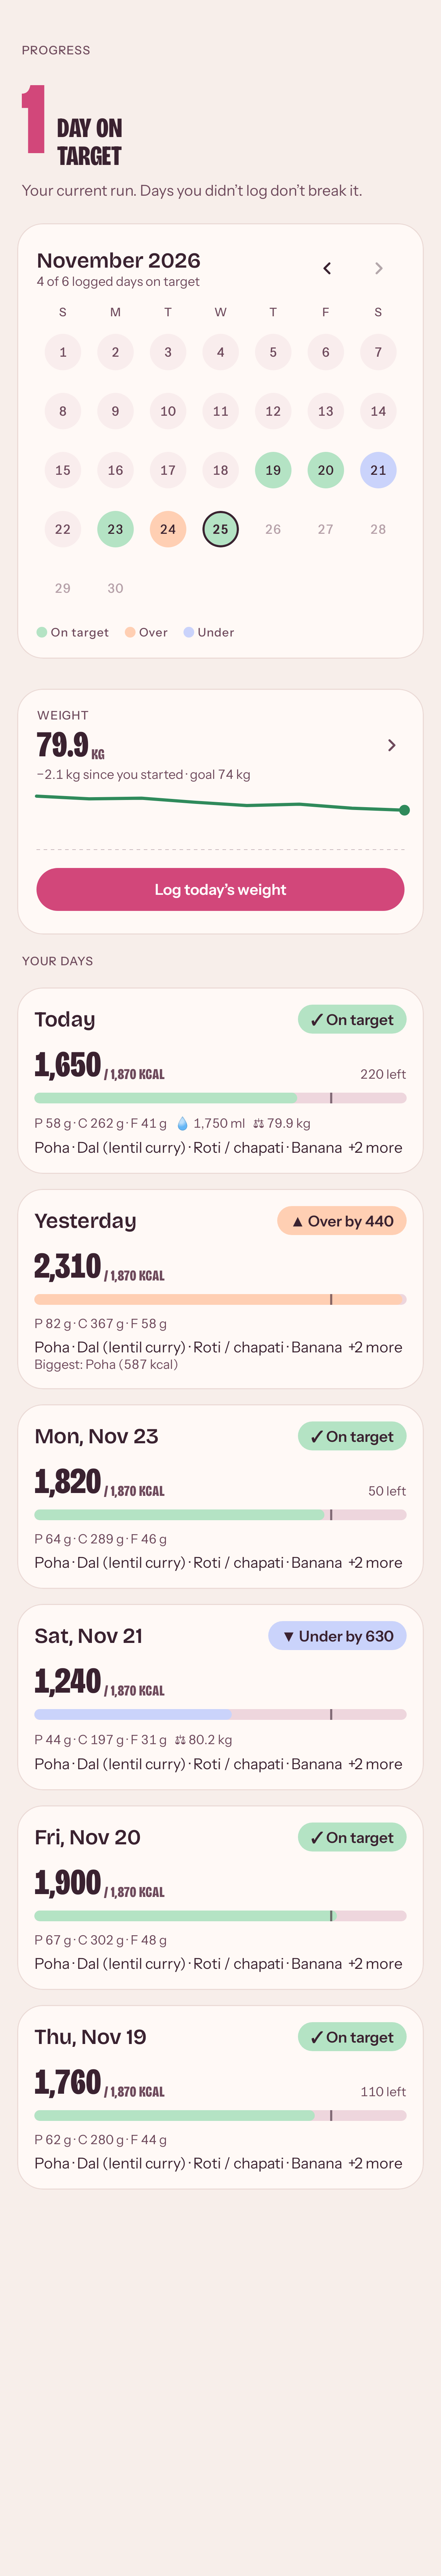 PROGRESS
1 DAY ON
TARGET
Your current run. Days you didn’t log don’t break it.
November 2026
4 of 6 logged days on target
S M T W T F S
1 2 3 4 5 6 7
8 9 10 11 12 13 14
15 16 17 18 19 20 21
22 23 24 25 26 27 28
29 30
On target Over Under
WEIGHT
79.9 KG
−2.1 kg since you started · goal 74 kg
Log today’s weight
YOUR DAYS
Today ✓ On target
1,650 / 1,870 KCAL 220 left
P 58 g · C 262 g · F 41 g 💧 1,750 ml ⚖ 79.9 kg
Poha · Dal (lentil curry) · Roti / chapati · Banana +2 more
Yesterday ▲ Over by 440
2,310 / 1,870 KCAL
P 82 g · C 367 g · F 58 g
Poha · Dal (lentil curry) · Roti / chapati · Banana +2 more
Biggest: Poha (587 kcal)
Mon, Nov 23 ✓ On target
1,820 / 1,870 KCAL 50 left
P 64 g · C 289 g · F 46 g
Poha · Dal (lentil curry) · Roti / chapati · Banana +2 more
Sat, Nov 21 ▼ Under by 630
1,240 / 1,870 KCAL
P 44 g · C 197 g · F 31 g ⚖ 80.2 kg
Poha · Dal (lentil curry) · Roti / chapati · Banana +2 more
Fri, Nov 20 ✓ On target
1,900 / 1,870 KCAL
P 67 g · C 302 g · F 48 g
Poha · Dal (lentil curry) · Roti / chapati · Banana +2 more
Thu, Nov 19 ✓ On target
1,760 / 1,870 KCAL 110 left
P 62 g · C 280 g · F 44 g
Poha · Dal (lentil curry) · Roti / chapati · Banana +2 more